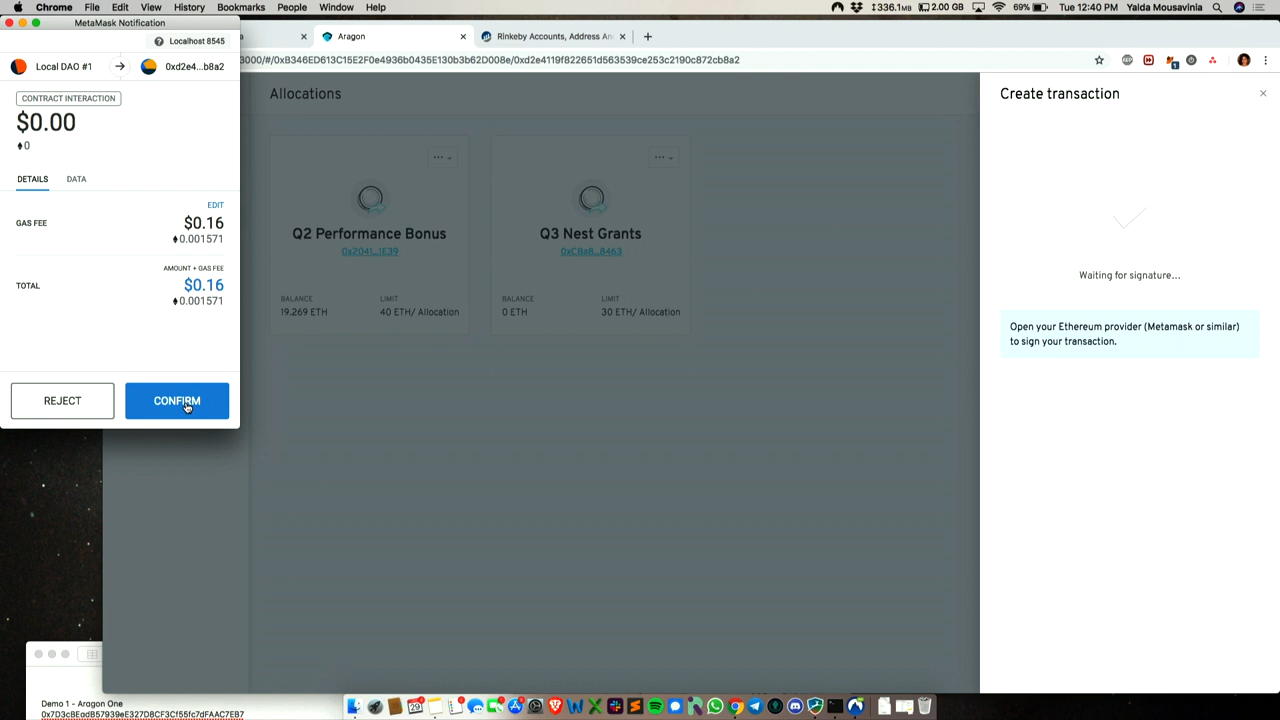 Chrome File Edit View History Bookmarks People Window Help
336.1MB 2.00 GB 69% Tue 12:40 PM Yalda Mousavinia
MetaMask Notification
Localhost 8545
Local DAO #1 0xd2e4...b8a2
CONTRACT INTERACTION
$0.00
0
DETAILS DATA
EDIT
GAS FEE $0.16
0.001571
AMOUNT + GAS FEE
TOTAL $0.16
0.001571
REJECT CONFIRM
Aragon
Rinkeby Accounts, Address An
3000/#/0xB346ED613C15E2F0e4936b0435E130b3b62D008e/0xd2e4119f822651d563539ce253c2190c872cb8a2
Allocations
Q2 Performance Bonus
0x2041...1E39
BALANCE LIMIT
19.269 ETH 40 ETH/ Allocation
Q3 Nest Grants
0xC8a8...8463
BALANCE LIMIT
0 ETH 30 ETH/ Allocation
Create transaction
Waiting for signature...
Open your Ethereum provider (Metamask or similar)
to sign your transaction.
Demo 1 - Aragon One
0x7D3cBEadB57939eE327D8CF3Cf55fc7dFAAC7EB7